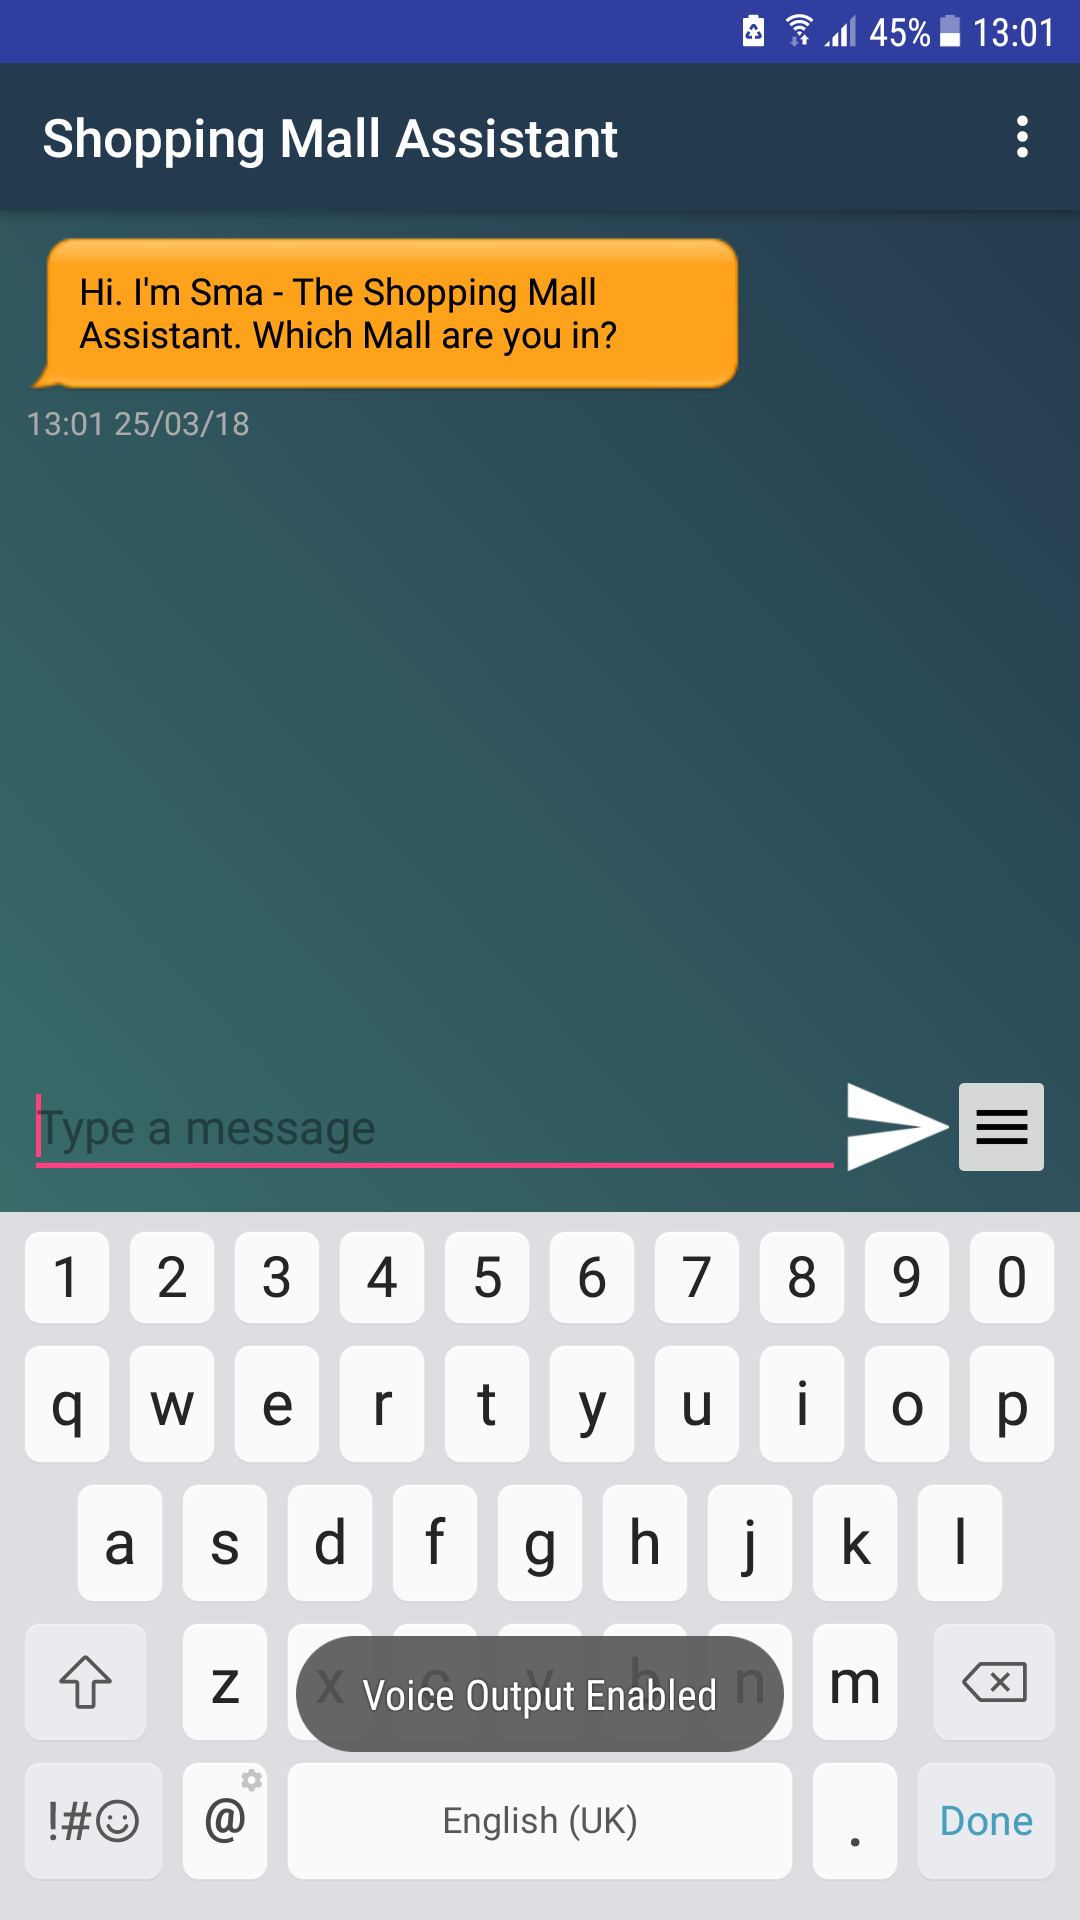 45% 13:01
Shopping Mall Assistant
Hi. I'm Sma - The Shopping Mall
Assistant. Which Mall are you in?
13:01 25/03/18
Type a message
1 2 3 4 5 6 7 8 9 0
q w e r t y u i o p
a s d f g h j k l
z x c v b n m
Voice Output Enabled
!#☺ @ English (UK) . Done